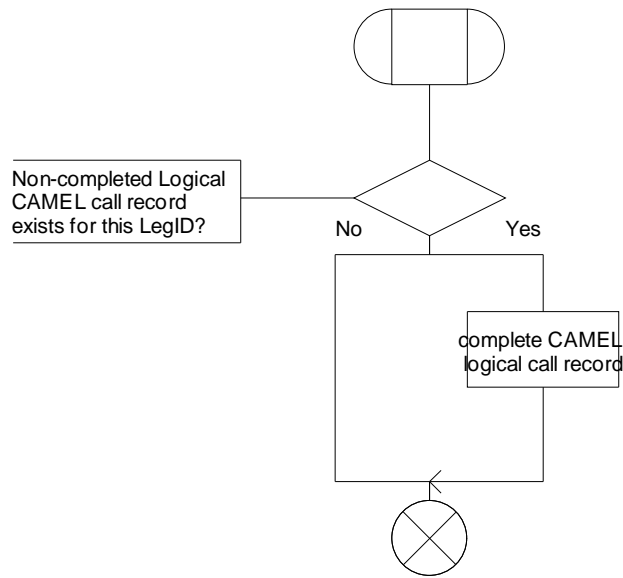 Non-completed Logical
CAMEL call record
exists for this LegID?
No
Yes
complete CAMEL
logical call record